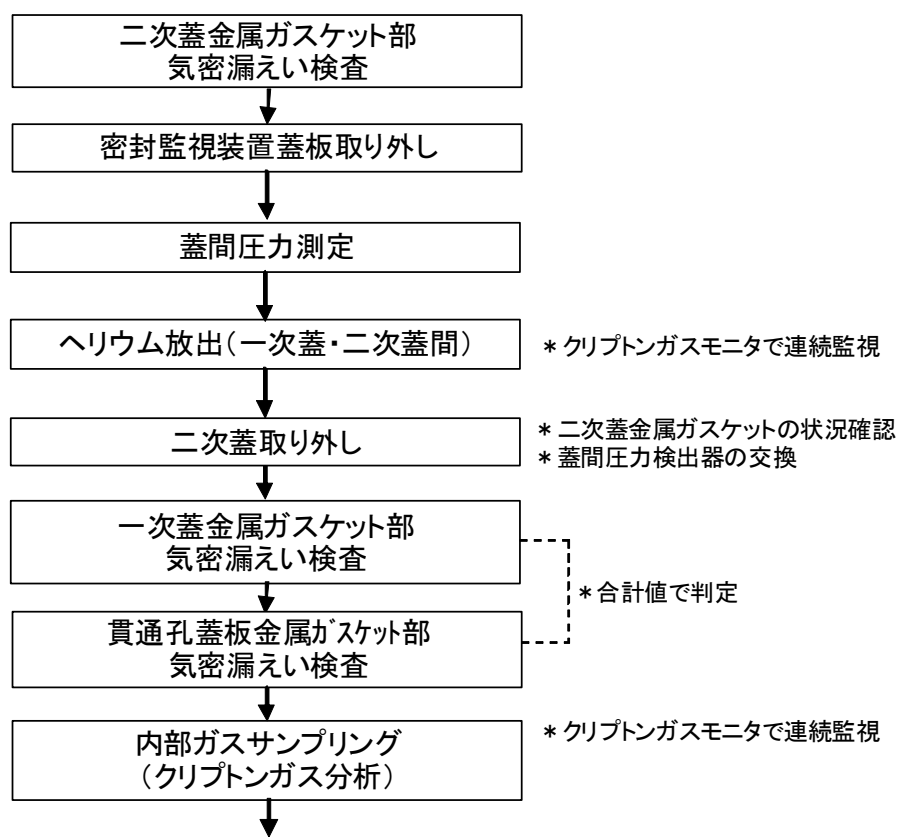 二次蓋金属ガスケット部
気密漏えい検査
密封監視装置蓋板取り外し
蓋間圧力測定
ヘリウム放出(一次蓋・二次蓋間)
＊クリプトンガスモニタで連続監視
二次蓋取り外し
＊二次蓋金属ガスケットの状況確認
＊蓋間圧力検出器の交換
一次蓋金属ガスケット部
気密漏えい検査
＊合計値で判定
貫通孔蓋板金属ｶﾞｽｹｯﾄ部
気密漏えい検査
内部ガスサンプリング
(クリプトンガス分析)
＊クリプトンガスモニタで連続監視